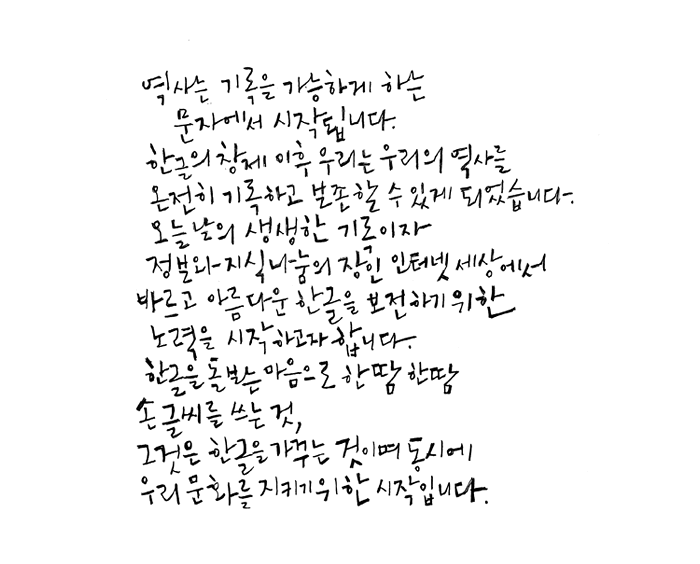 역사는 기록을 가능하게 하는
문자에서 시작됩니다.
한글의 창제 이후 우리는 우리의 역사를
온전히 기록하고 보존할 수 있게 되었습니다.
오늘날의 생생한 기록이자
정보와 지식 나눔의 장인 인터넷 세상에서
바르고 아름다운 한글을 보전하기 위한
노력을 시작하고자 합니다.
한글을 돌보는 마음으로 한땀 한땀
손글씨를 쓰는 것,
그것은 한글을 가꾸는 것이며 동시에
우리 문화를 지키기 위한 시작입니다.